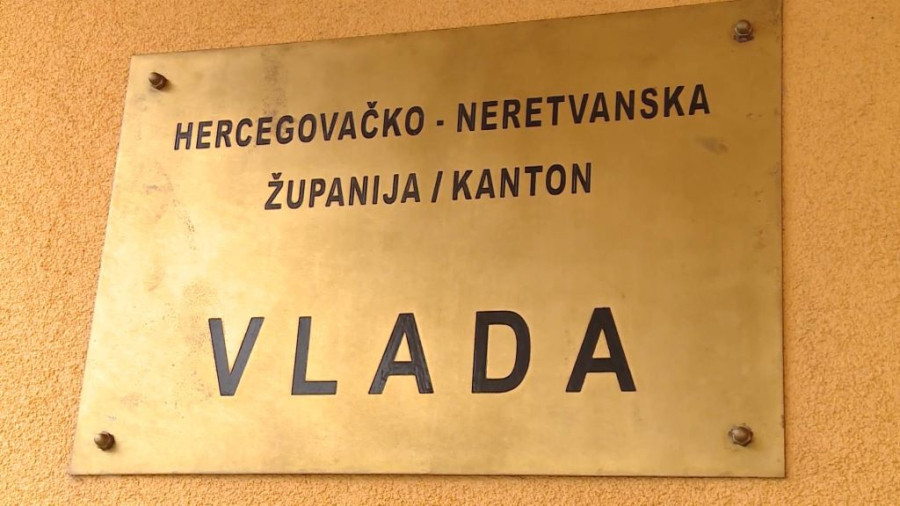 HERCEGOVAČKO - NERETVANSKA
ŽUPANIJA / KANTON
VLADA